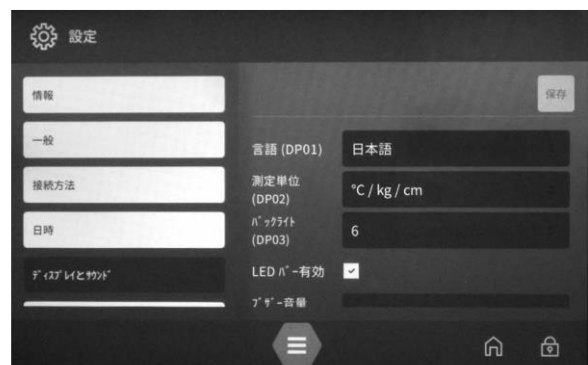 設定
情報
一般
接続方法
日時
ディスプレイとサウンド
保存
言語 (DP01)
日本語
測定単位
(DP02)
°C / kg / cm
バックライト
(DP03)
6
LED バー有効
ブザー音量